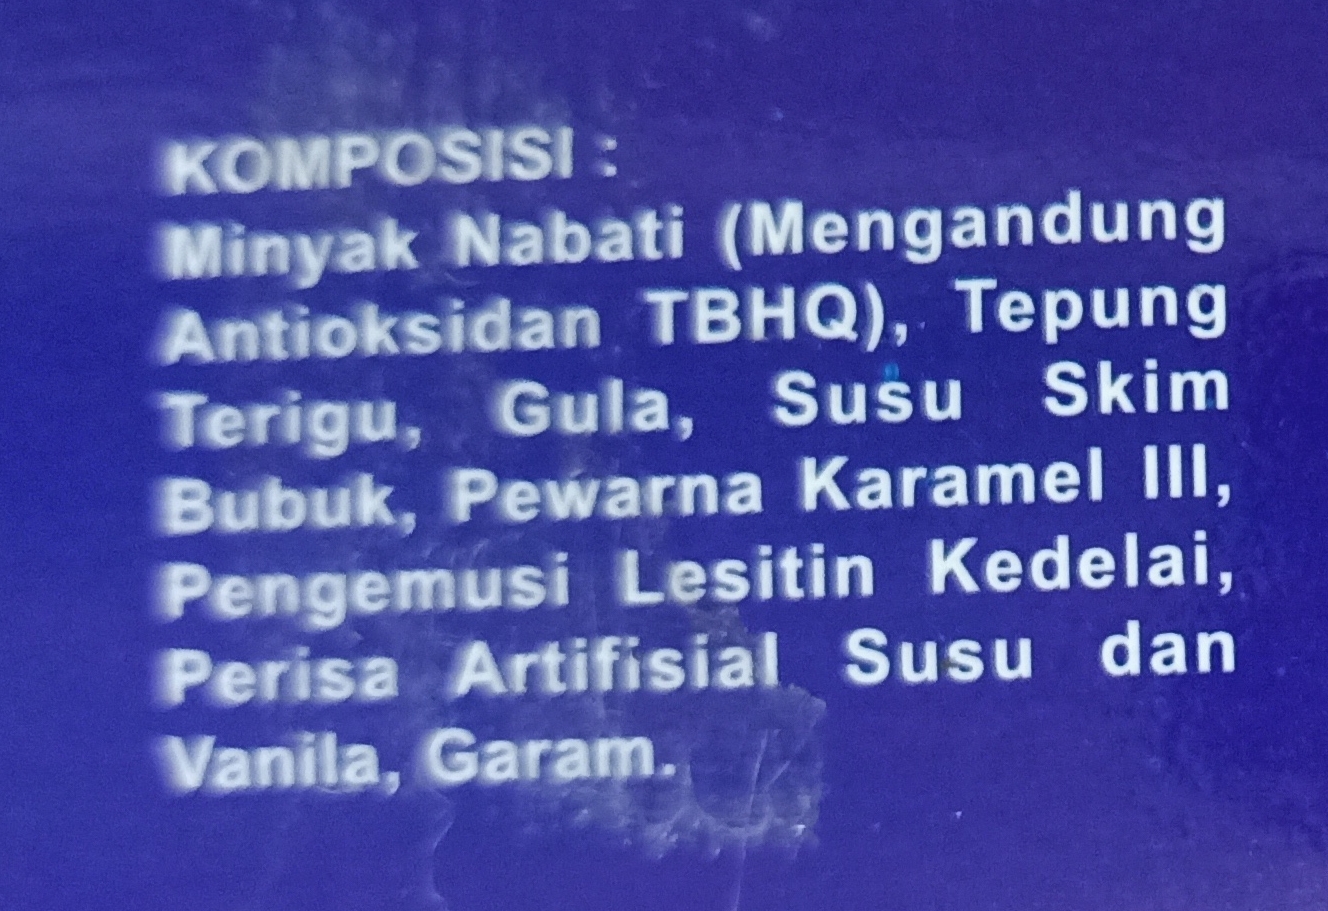 KOMPOSISI :
Minyak Nabati (Mengandung
Antioksidan TBHQ), Tepung
Terigu, Gula, Susu Skim
Bubuk, Pewarna Karamel III,
Pengemusi Lesitin Kedelai,
Perisa Artifisial Susu dan
Vanila, Garam.